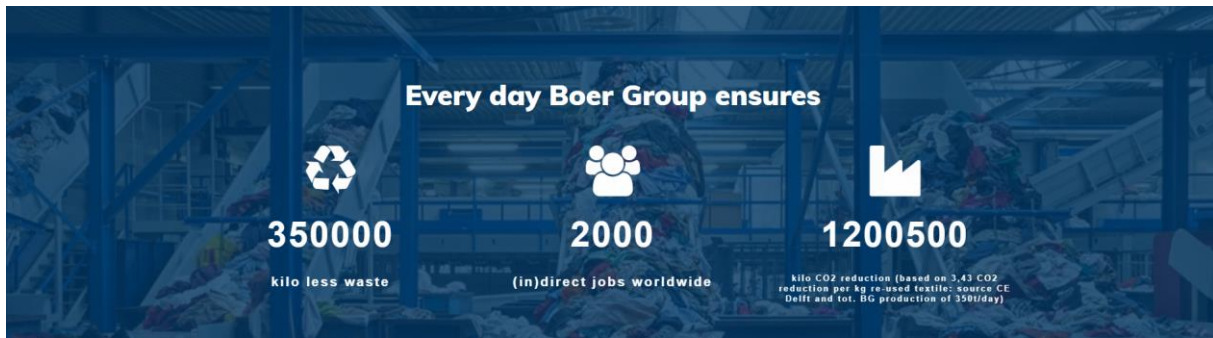 Every day Boer Group ensures
350000
2000
1200500
kilo less waste
(in)direct jobs worldwide
kilo CO2 reduction (based on 3,43 CO2
reduction per kg re-used textile: source CE
Delft and tot. BG production of 350t/day)